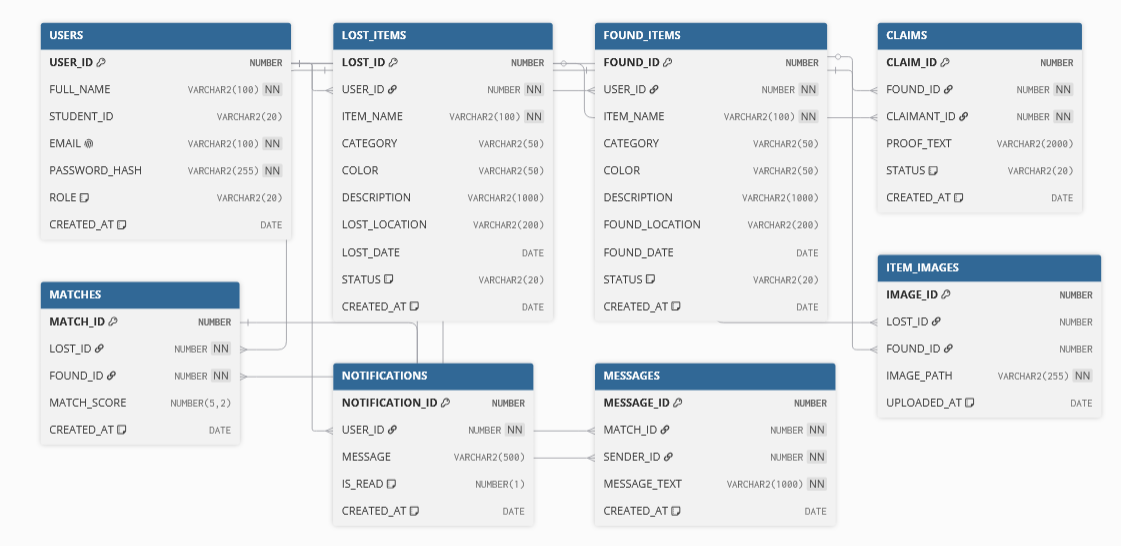 USERS
USER_ID NUMBER
FULL_NAME VARCHAR2(100) NN
STUDENT_ID VARCHAR2(20)
EMAIL VARCHAR2(100) NN
PASSWORD_HASH VARCHAR2(255) NN
ROLE VARCHAR2(20)
CREATED_AT DATE
LOST_ITEMS
LOST_ID NUMBER
USER_ID NUMBER NN
ITEM_NAME VARCHAR2(100) NN
CATEGORY VARCHAR2(50)
COLOR VARCHAR2(50)
DESCRIPTION VARCHAR2(1000)
LOST_LOCATION VARCHAR2(200)
LOST_DATE DATE
STATUS VARCHAR2(20)
CREATED_AT DATE
FOUND_ITEMS
FOUND_ID NUMBER
USER_ID NUMBER NN
ITEM_NAME VARCHAR2(100) NN
CATEGORY VARCHAR2(50)
COLOR VARCHAR2(50)
DESCRIPTION VARCHAR2(1000)
FOUND_LOCATION VARCHAR2(200)
FOUND_DATE DATE
STATUS VARCHAR2(20)
CREATED_AT DATE
CLAIMS
CLAIM_ID NUMBER
FOUND_ID NUMBER NN
CLAIMANT_ID NUMBER NN
PROOF_TEXT VARCHAR2(2000)
STATUS VARCHAR2(20)
CREATED_AT DATE
MATCHES
MATCH_ID NUMBER
LOST_ID NUMBER NN
FOUND_ID NUMBER NN
MATCH_SCORE NUMBER(5,2)
CREATED_AT DATE
NOTIFICATIONS
NOTIFICATION_ID NUMBER
USER_ID NUMBER NN
MESSAGE VARCHAR2(500)
IS_READ NUMBER(1)
CREATED_AT DATE
MESSAGES
MESSAGE_ID NUMBER
MATCH_ID NUMBER NN
SENDER_ID NUMBER NN
MESSAGE_TEXT VARCHAR2(1000) NN
CREATED_AT DATE
ITEM_IMAGES
IMAGE_ID NUMBER
LOST_ID NUMBER
FOUND_ID NUMBER
IMAGE_PATH VARCHAR2(255) NN
UPLOADED_AT DATE